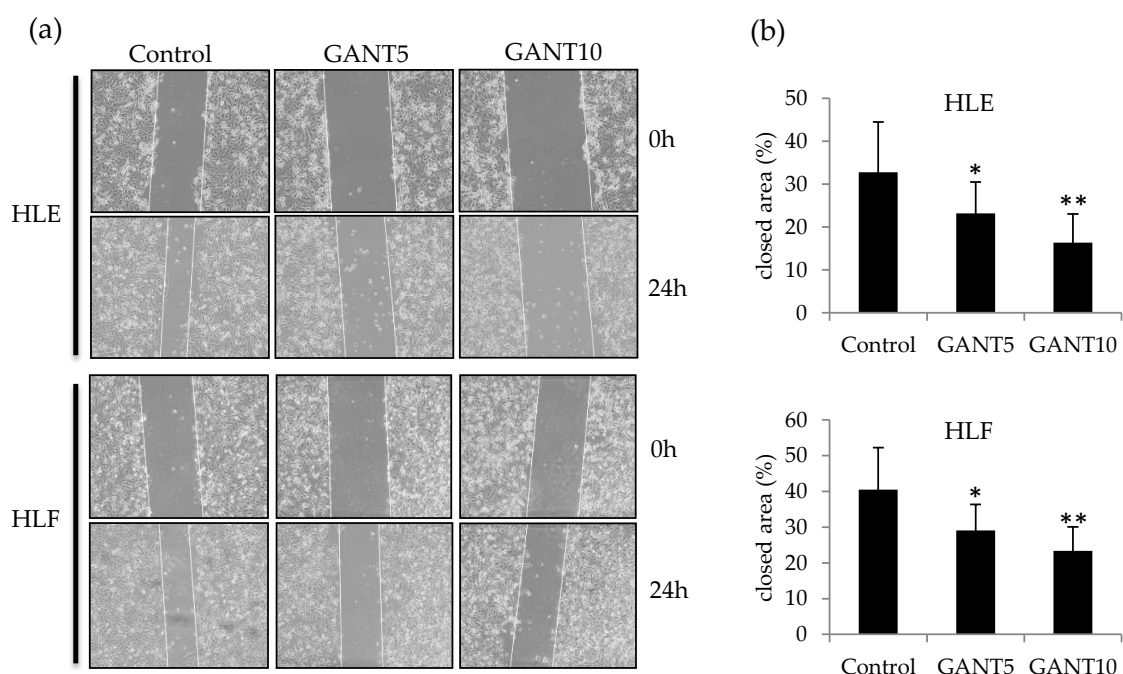 (a)
Control GANT5 GANT10
HLE
0h
24h
HLF
0h
24h
(b)
HLE
closed area (%)
50
40
30
20
10
0
*
**
Control GANT5 GANT10
HLF
closed area (%)
60
50
40
30
20
10
0
*
**
Control GANT5 GANT10